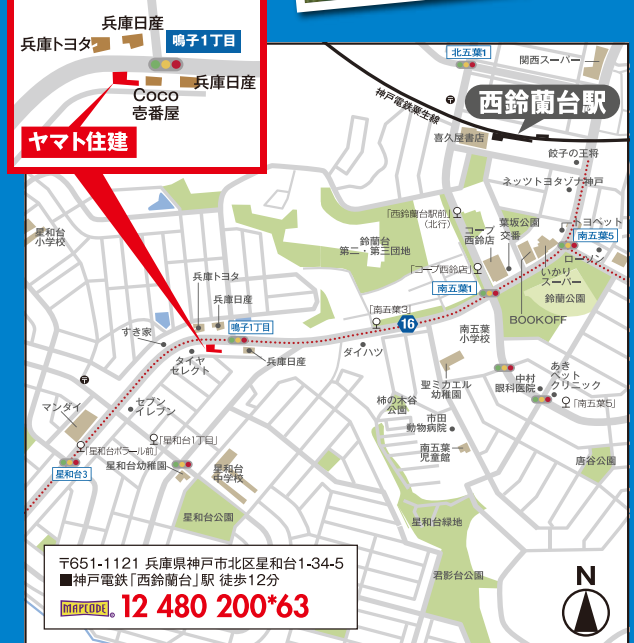 兵庫日産
兵庫トヨタ
鳴子1丁目
兵庫日産
Coco
壱番屋
ヤマト住建
北五葉1
関西スーパー
神戸電鉄粟生線
西鈴蘭台駅
喜久屋書店
餃子の王将
ネッツトヨタゾナ神戸
「西鈴蘭台駅前」
(北行)
葉坂公園
交番
トヨペット
南五葉5
コープ
西鈴店
ローソン
星和台
小学校
鈴蘭台
第二・第三団地
「コープ西鈴店」
いかり
スーパー
鈴蘭公園
兵庫トヨタ
南五葉1
兵庫日産
「南五葉3」
BOOKOFF
すき家
鳴子1丁目
16
南五葉
小学校
タイヤ
セレクト
兵庫日産
ダイハツ
あき
ペット
クリニック
中村
眼科医院
聖ミカエル
幼稚園
マンダイ
セブン
イレブン
柿の木谷
公園
「南五葉5」
市田
動物病院
「星和台1丁目」
「星和台ポラール前」
南五葉
児童館
唐谷公園
星和台3
星和台幼稚園
星和台
中学校
星和台公園
星和台緑地
君影台公園
〒651-1121 兵庫県神戸市北区星和台1-34-5
■神戸電鉄「西鈴蘭台」駅 徒歩12分
MAPCODE® 12 480 200*63
N